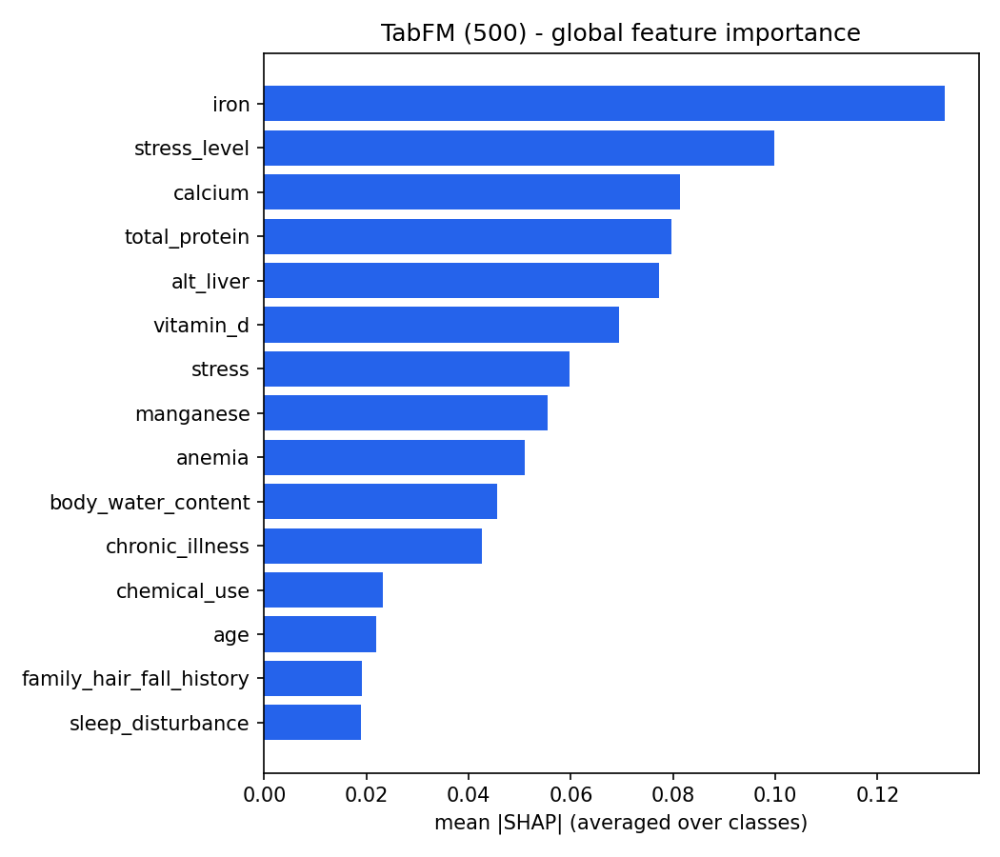 TabFM (500) - global feature importance
iron
stress_level
calcium
total_protein
alt_liver
vitamin_d
stress
manganese
anemia
body_water_content
chronic_illness
chemical_use
age
family_hair_fall_history
sleep_disturbance
0.00 0.02 0.04 0.06 0.08 0.10 0.12
mean |SHAP| (averaged over classes)